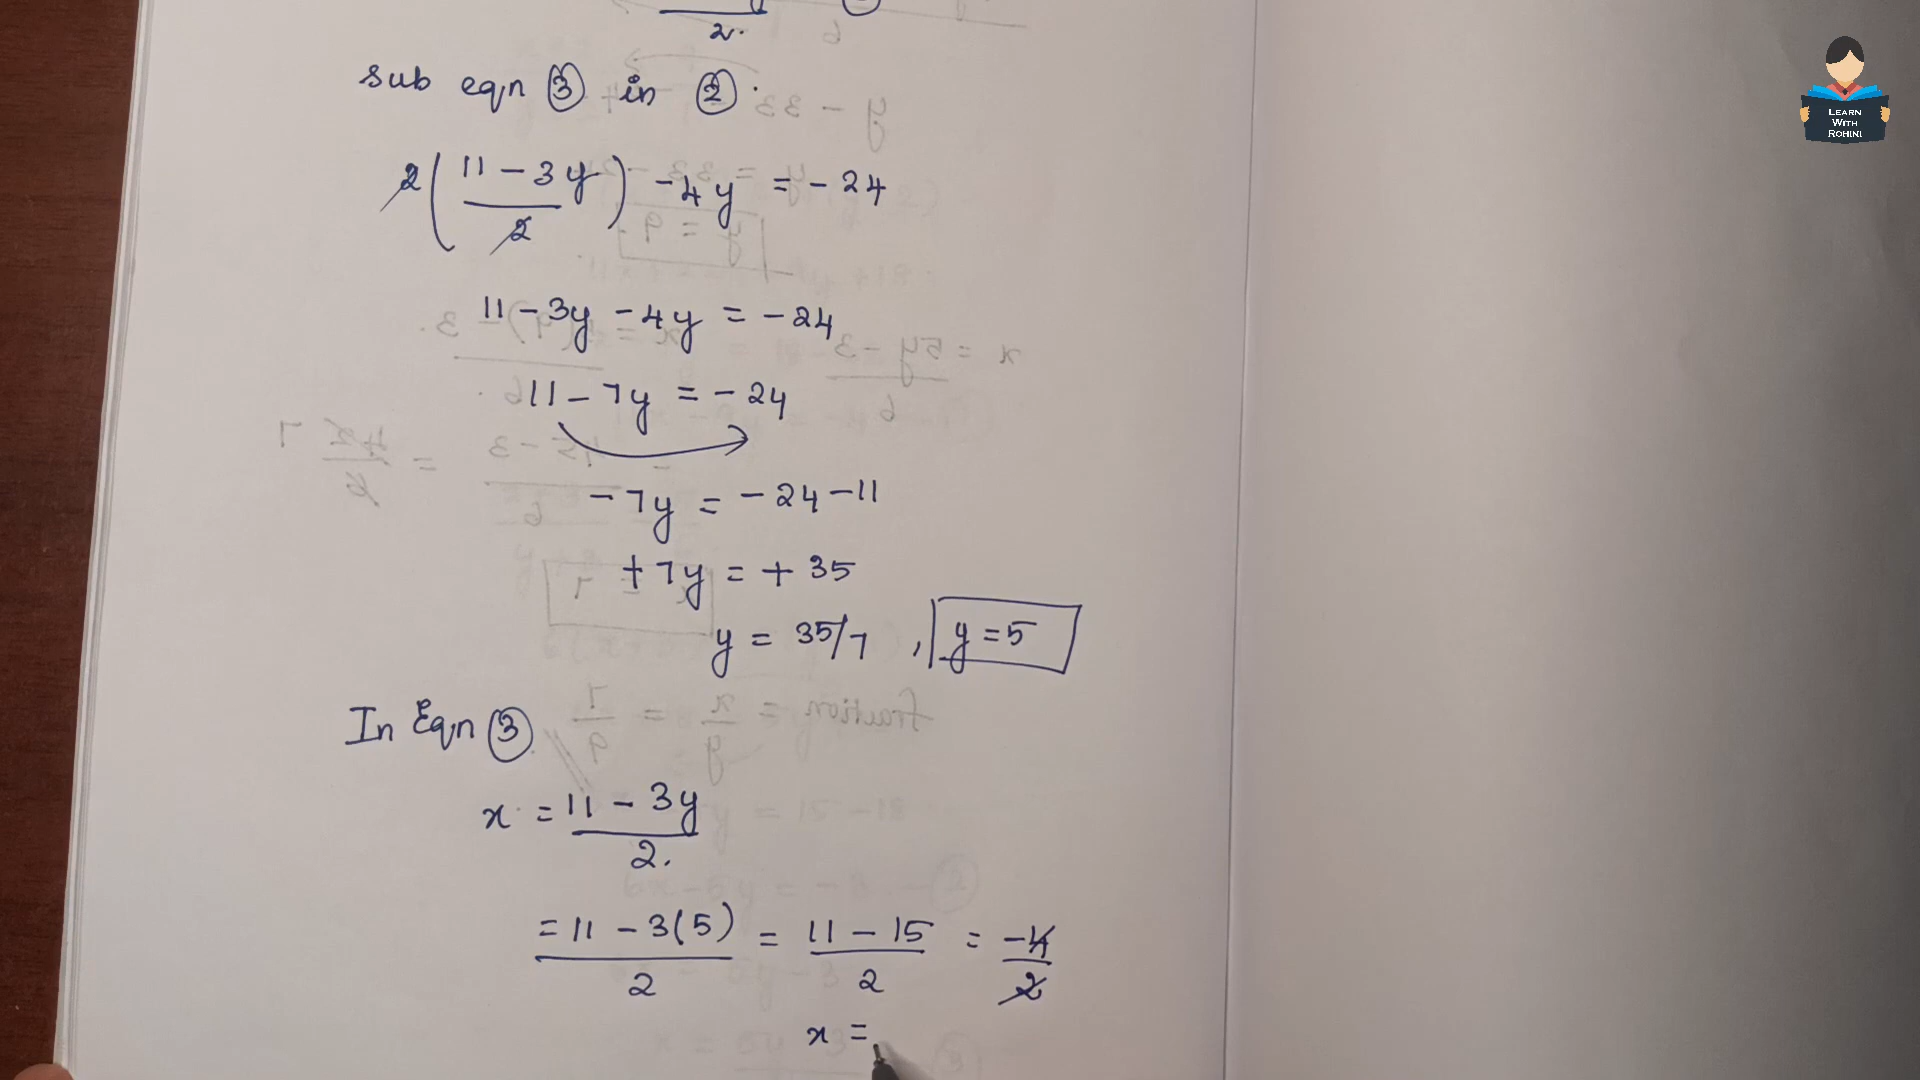 2.
sub eqn ③ in ②.
2(11 - 3y / 2) - 4y = - 24
11 - 3y - 4y = - 24
11 - 7y = - 24
- 7y = - 24 - 11
+ 7y = + 35
y = 35/7 , y = 5
In Eqn ③
x = 11 - 3y / 2.
= 11 - 3(5) / 2 = 11 - 15 / 2 = -4 / 2
x =
LEARN
WITH
ROHINI